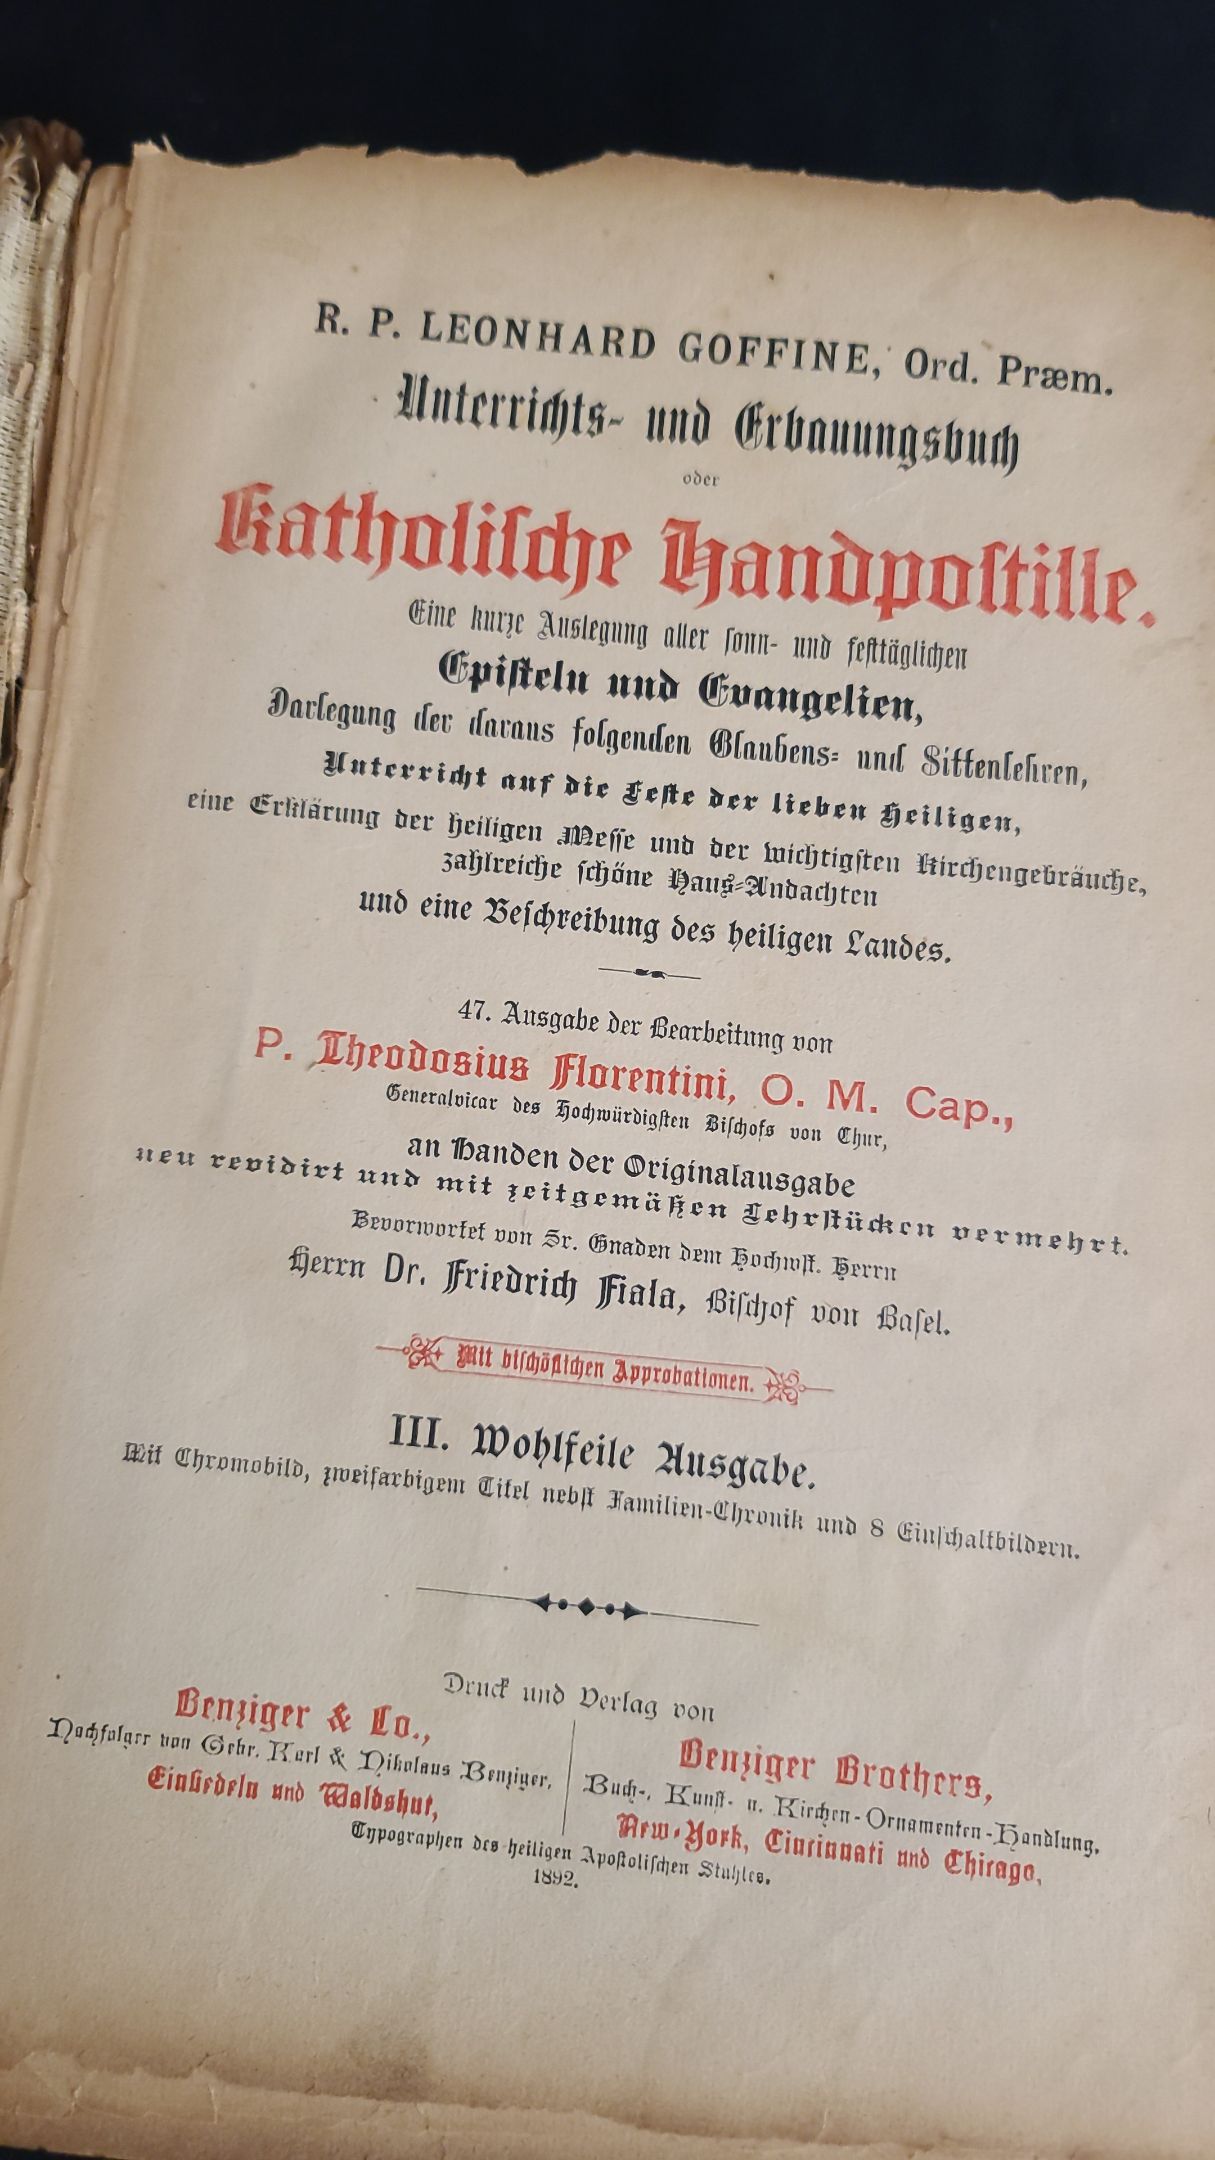 R. P. LEONHARD GOFFINE, Ord. Præm.
Unterrichts- und Erbauungsbuch
oder
Katholische Handpostille.
Eine kurze Auslegung aller sonn- und festtäglichen
Episteln und Evangelien,
Darlegung der daraus folgenden Glaubens- und Sittenlehren,
Unterricht auf die Feste der lieben Heiligen,
eine Erklärung der heiligen Messe und der wichtigsten Kirchengebräuche,
zahlreiche schöne Haus-Andachten
und eine Beschreibung des heiligen Landes.
47. Ausgabe der Bearbeitung von
P. Theodosius Florentini, O. M. Cap.,
Generalvicar des Hochwürdigsten Bischofs von Chur,
an Handen der Originalausgabe
neu revidirt und mit zeitgemäßen Lehrstücken vermehrt.
Bevorwortet von Sr. Gnaden dem Hochwst. Herrn
Herrn Dr. Friedrich Fiala, Bischof von Basel.
Mit bischöflichen Approbationen.
III. Wohlfeile Ausgabe.
Mit Chromobild, zweifarbigem Titel nebst Familien-Chronik und 8 Einschaltbildern.
Druck und Verlag von
Benziger & Co.,
Nachfolger von Gebr. Karl & Nikolaus Benziger,
Einsiedeln und Waldshut,
Benziger Brothers,
Buch-, Kunst- u. Kirchen-Ornamenten-Handlung,
New-York, Cincinnati und Chicago,
Typographen des heiligen Apostolischen Stuhles.
1892.